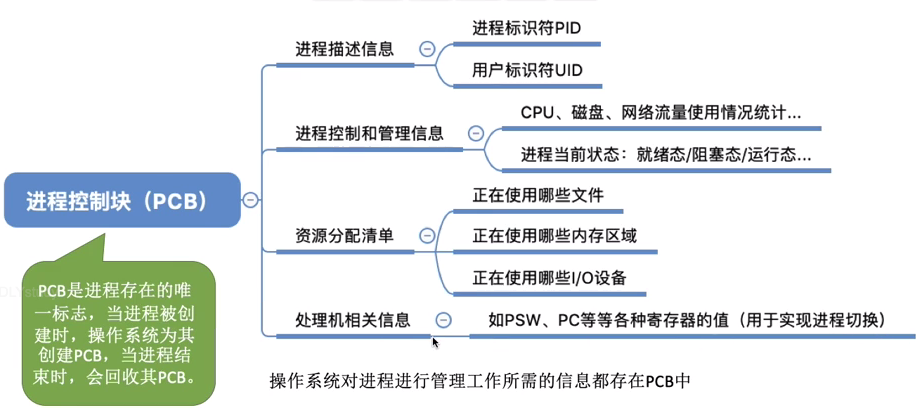 进程控制块（PCB）
PCB是进程存在的唯
一标志，当进程被创
建时，操作系统为其
创建PCB，当进程结
束时，会回收其PCB。
进程描述信息
进程标识符PID
用户标识符UID
进程控制和管理信息
CPU、磁盘、网络流量使用情况统计...
进程当前状态：就绪态/阻塞态/运行态...
资源分配清单
正在使用哪些文件
正在使用哪些内存区域
正在使用哪些I/O设备
处理机相关信息
如PSW、PC等等各种寄存器的值（用于实现进程切换）
操作系统对进程进行管理工作所需的信息都存在PCB中